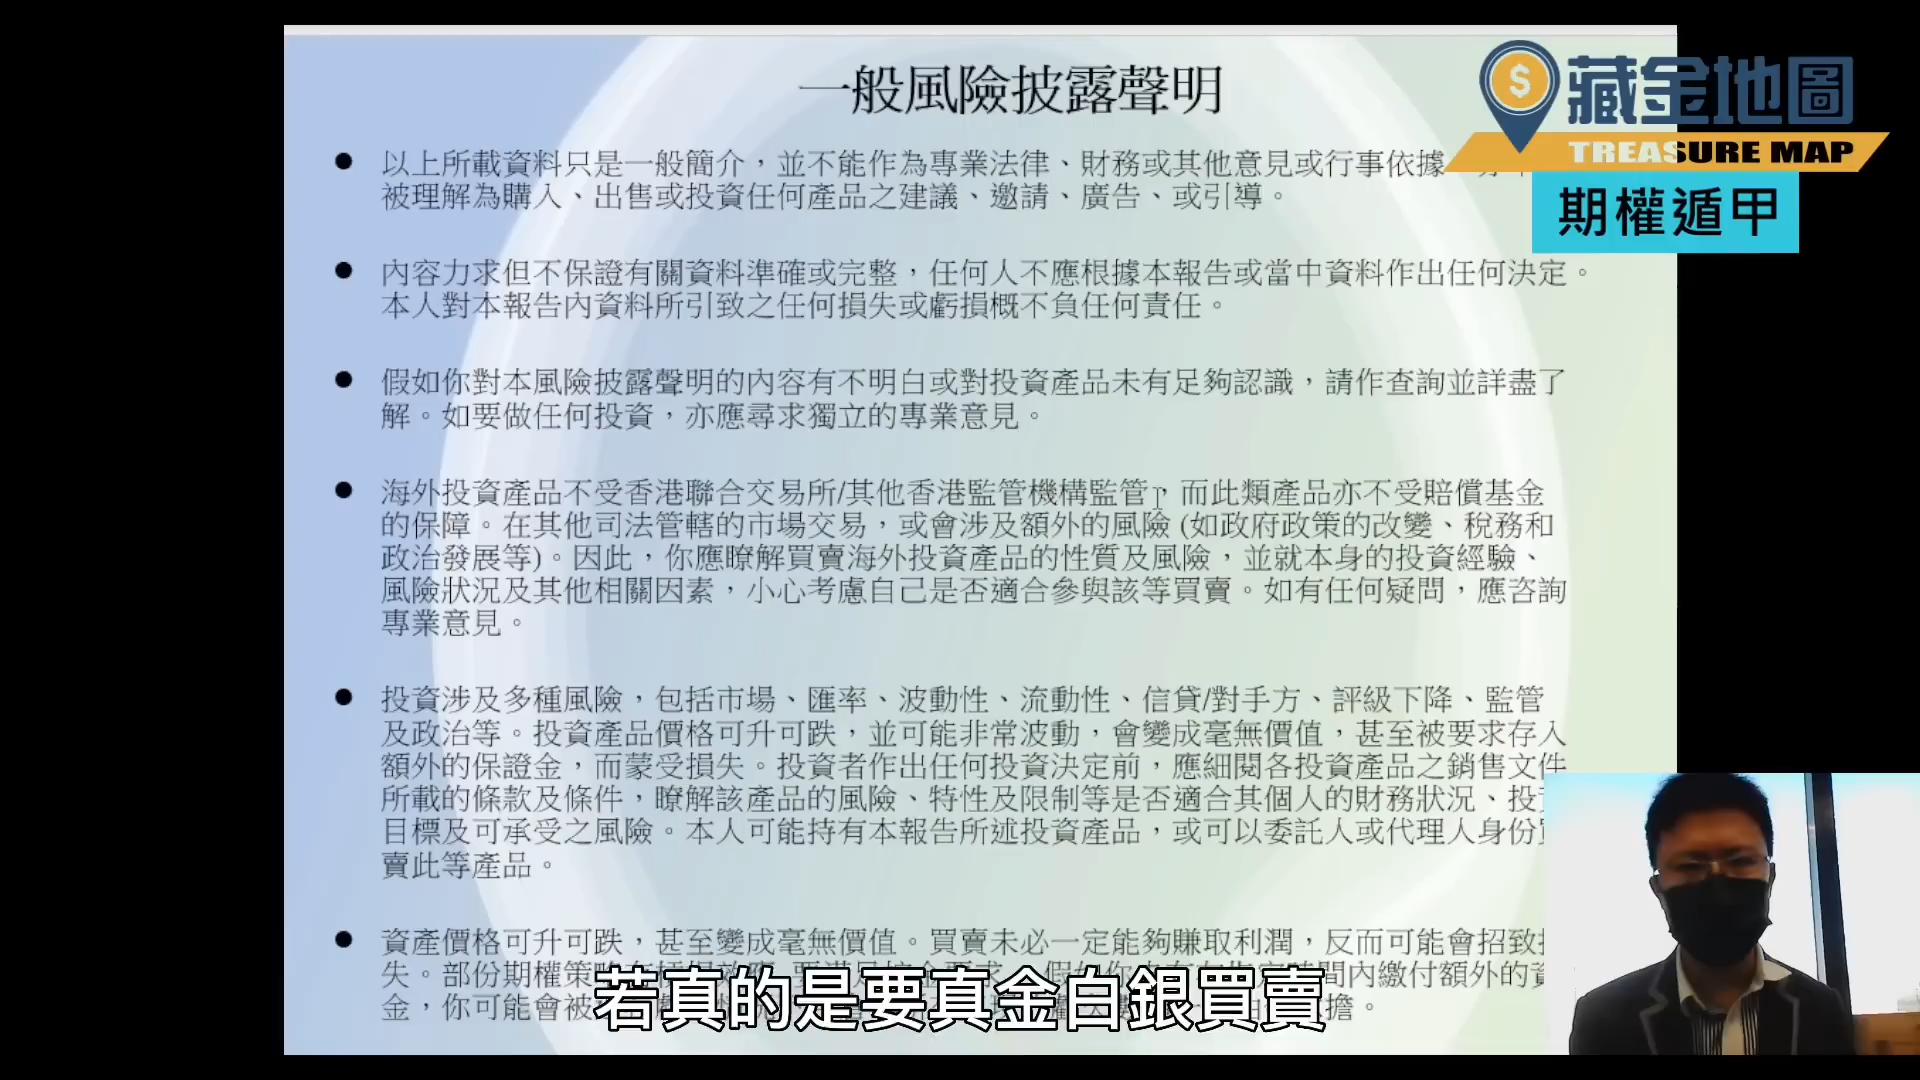 一般風險披露聲明
藏金地圖
TREASURE MAP
期權遁甲
以上所載資料只是一般簡介，並不能作為專業法律、財務或其他意見或行事依據
被理解為購入、出售或投資任何產品之建議、邀請、廣告、或引導。
內容力求但不保證有關資料準確或完整，任何人不應根據本報告或當中資料作出任何決定。
本人對本報告內資料所引致之任何損失或虧損概不負任何責任。
假如你對本風險披露聲明的內容有不明白或對投資產品未有足夠認識，請作查詢並詳盡了
解。如要做任何投資，亦應尋求獨立的專業意見。
海外投資產品不受香港聯合交易所/其他香港監管機構監管，而此類產品亦不受賠償基金
的保障。在其他司法管轄的市場交易，或會涉及額外的風險 (如政府政策的改變、稅務和
政治發展等)。因此，你應瞭解買賣海外投資產品的性質及風險，並就本身的投資經驗、
風險狀況及其他相關因素，小心考慮自己是否適合參與該等買賣。如有任何疑問，應咨詢
專業意見。
投資涉及多種風險，包括市場、匯率、波動性、流動性、信貸/對手方、評級下降、監管
及政治等。投資產品價格可升可跌，並可能非常波動，會變成毫無價值，甚至被要求存入
額外的保證金，而蒙受損失。投資者作出任何投資決定前，應細閱各投資產品之銷售文件
所載的條款及條件，瞭解該產品的風險、特性及限制等是否適合其個人的財務狀況、投
目標及可承受之風險。本人可能持有本報告所述投資產品，或可以委託人或代理人身份
賣此等產品。
資產價格可升可跌，甚至變成毫無價值。買賣未必一定能夠賺取利潤，反而可能會招致
失。部份期權策略 時間內繳付額外的
金，你可能會被 擔。
若真的是要真金白銀買賣